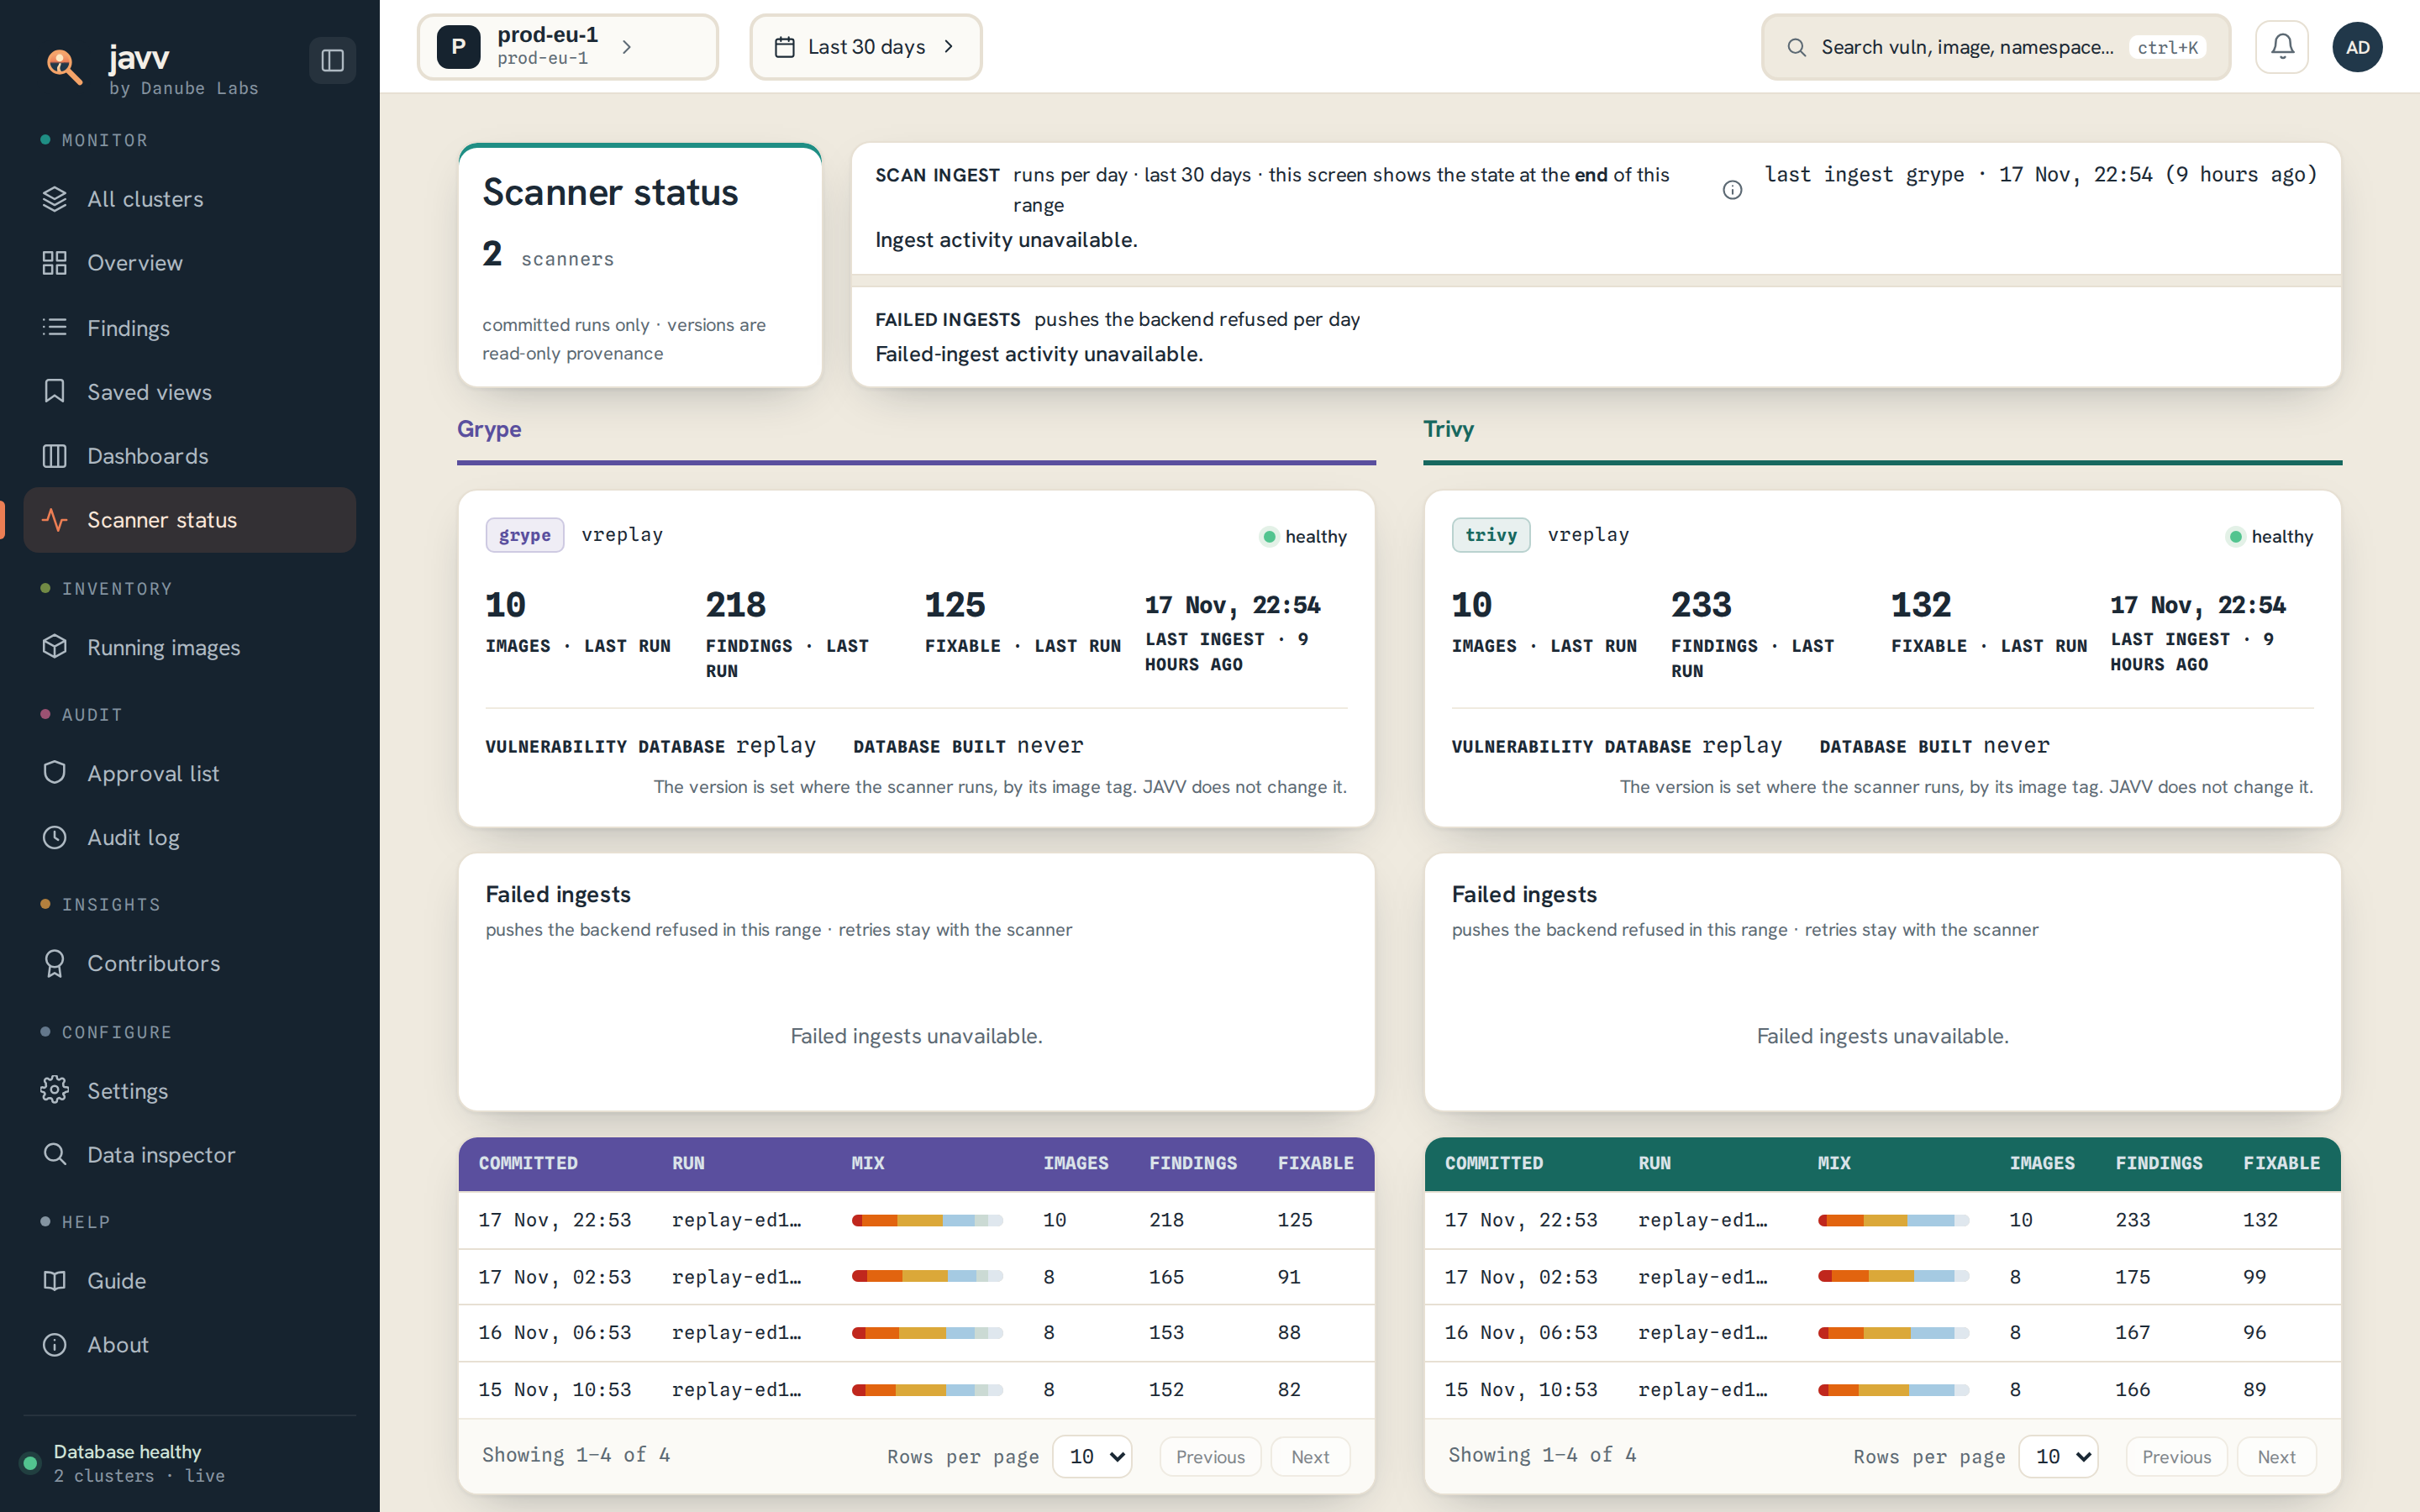 javv
by Danube Labs
MONITOR
All clusters
Overview
Findings
Saved views
Dashboards
Scanner status
INVENTORY
Running images
AUDIT
Approval list
Audit log
INSIGHTS
Contributors
CONFIGURE
Settings
Data inspector
HELP
Guide
About
Database healthy
2 clusters · live
P
prod-eu-1
prod-eu-1
Last 30 days
Search vuln, image, namespace...
ctrl+K
AD
Scanner status
2 scanners
committed runs only · versions are
read-only provenance
SCAN INGEST runs per day · last 30 days · this screen shows the state at the end of this
range
last ingest grype · 17 Nov, 22:54 (9 hours ago)
Ingest activity unavailable.
FAILED INGESTS pushes the backend refused per day
Failed-ingest activity unavailable.
Grype
grype vreplay healthy
10 218 125 17 Nov, 22:54
IMAGES · LAST RUN FINDINGS · LAST RUN FIXABLE · LAST RUN LAST INGEST · 9 HOURS AGO
VULNERABILITY DATABASE replay DATABASE BUILT never
The version is set where the scanner runs, by its image tag. JAVV does not change it.
Failed ingests
pushes the backend refused in this range · retries stay with the scanner
Failed ingests unavailable.
COMMITTED RUN MIX IMAGES FINDINGS FIXABLE
17 Nov, 22:53 replay-ed1… 10 218 125
17 Nov, 02:53 replay-ed1… 8 165 91
16 Nov, 06:53 replay-ed1… 8 153 88
15 Nov, 10:53 replay-ed1… 8 152 82
Showing 1–4 of 4 Rows per page 10 Previous Next
Trivy
trivy vreplay healthy
10 233 132 17 Nov, 22:54
IMAGES · LAST RUN FINDINGS · LAST RUN FIXABLE · LAST RUN LAST INGEST · 9 HOURS AGO
VULNERABILITY DATABASE replay DATABASE BUILT never
The version is set where the scanner runs, by its image tag. JAVV does not change it.
Failed ingests
pushes the backend refused in this range · retries stay with the scanner
Failed ingests unavailable.
COMMITTED RUN MIX IMAGES FINDINGS FIXABLE
17 Nov, 22:53 replay-ed1… 10 233 132
17 Nov, 02:53 replay-ed1… 8 175 99
16 Nov, 06:53 replay-ed1… 8 167 96
15 Nov, 10:53 replay-ed1… 8 166 89
Showing 1–4 of 4 Rows per page 10 Previous Next